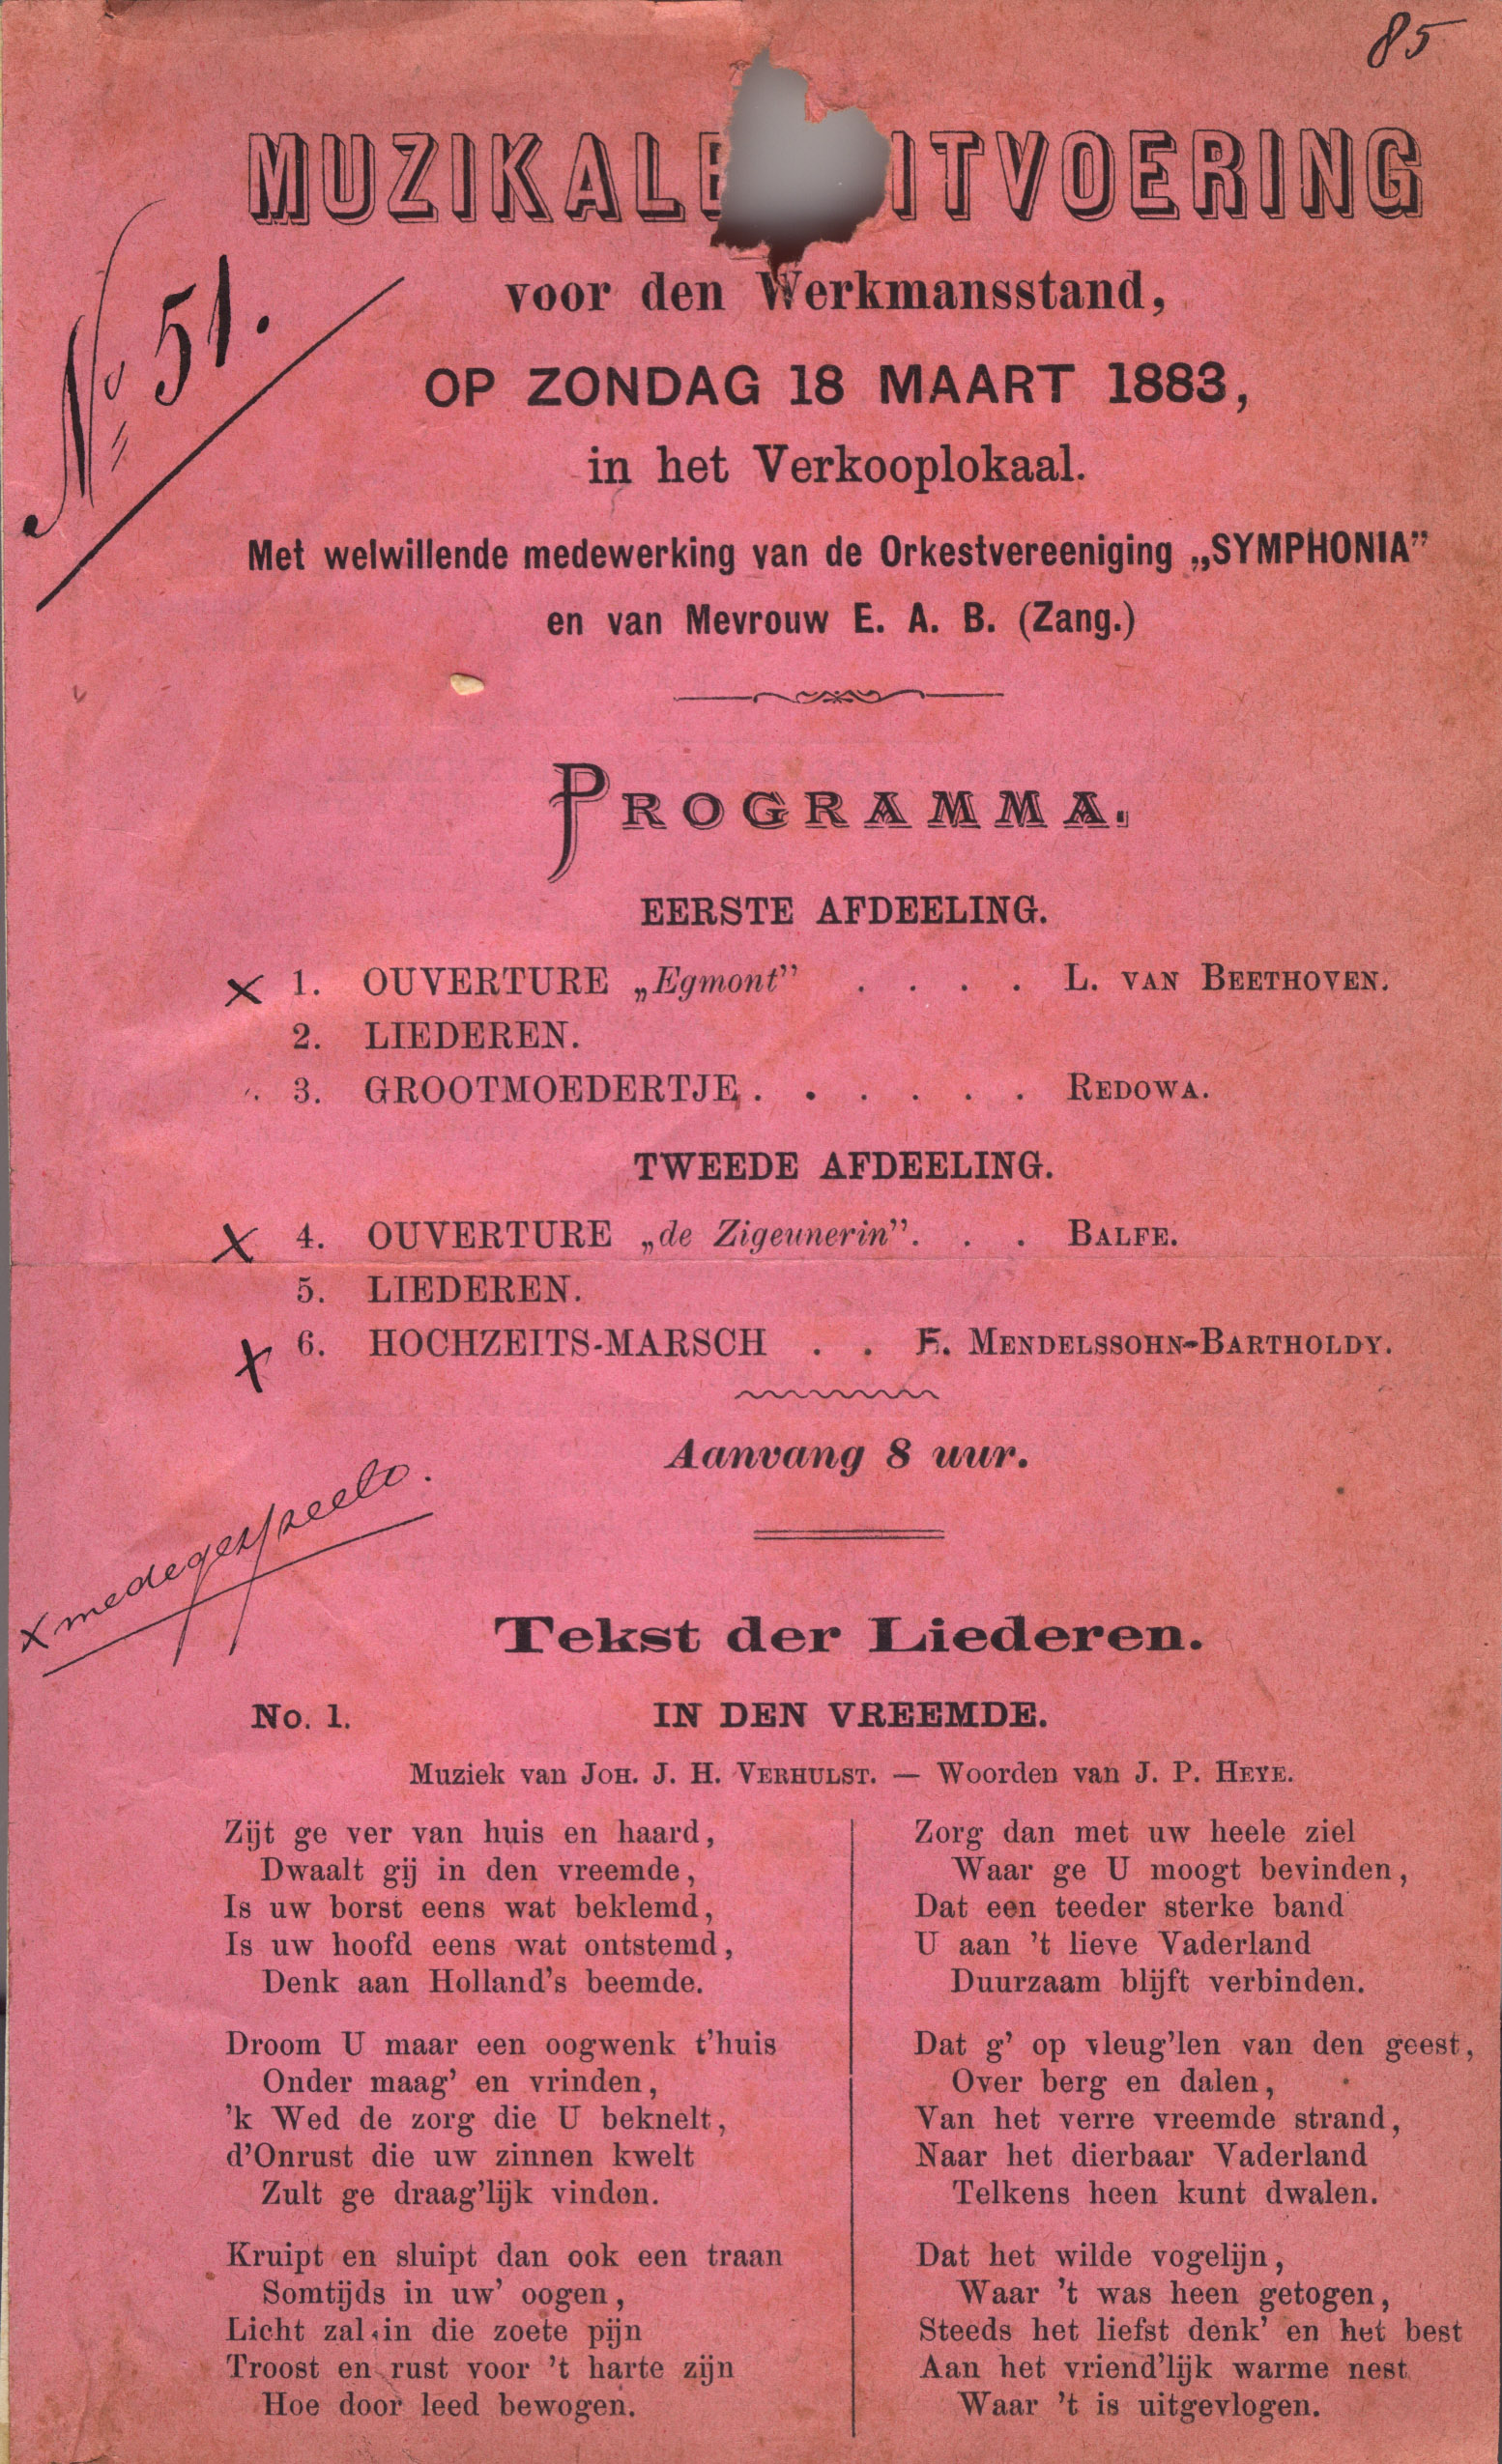 85
MUZIKALE ITVOERING
voor den Werkmansstand,
No 51.
OP ZONDAG 18 MAART 1883,
in het Verkooplokaal.
Met welwillende medewerking van de Orkestvereeniging „SYMPHONIA”
en van Mevrouw E. A. B. (Zang.)
PROGRAMMA.
EERSTE AFDEELING.
x 1. OUVERTURE „Egmont” . . . . L. VAN BEETHOVEN.
2. LIEDEREN.
3. GROOTMOEDERTJE . . . . . . REDOWA.
TWEEDE AFDEELING.
x 4. OUVERTURE „de Zigeunerin”. . . BALFE.
5. LIEDEREN.
x 6. HOCHZEITS-MARSCH . . F. MENDELSSOHN-BARTHOLDY.
Aanvang 8 uur.
x medegespeeld.
Tekst der Liederen.
No. 1. IN DEN VREEMDE.
Muziek van JOH. J. H. VERHULST. — Woorden van J. P. HEYE.
Zijt ge ver van huis en haard,
Dwaalt gij in den vreemde,
Is uw borst eens wat beklemd,
Is uw hoofd eens wat ontstemd,
Denk aan Holland's beemde.
Droom U maar een oogwenk t'huis
Onder maag' en vrinden,
'k Wed de zorg die U beknelt,
d'Onrust die uw zinnen kwelt
Zult ge draag'lijk vinden.
Kruipt en sluipt dan ook een traan
Somtijds in uw' oogen,
Licht zal in die zoete pijn
Troost en rust voor 't harte zijn
Hoe door leed bewogen.
Zorg dan met uw heele ziel
Waar ge U moogt bevinden,
Dat een teeder sterke band
U aan 't lieve Vaderland
Duurzaam blijft verbinden.
Dat g' op vleug'len van den geest,
Over berg en dalen,
Van het verre vreemde strand,
Naar het dierbaar Vaderland
Telkens heen kunt dwalen.
Dat het wilde vogelijn,
Waar 't was heen getogen,
Steeds het liefst denk' en het best
Aan het vriend'lijk warme nest
Waar 't is uitgevlogen.